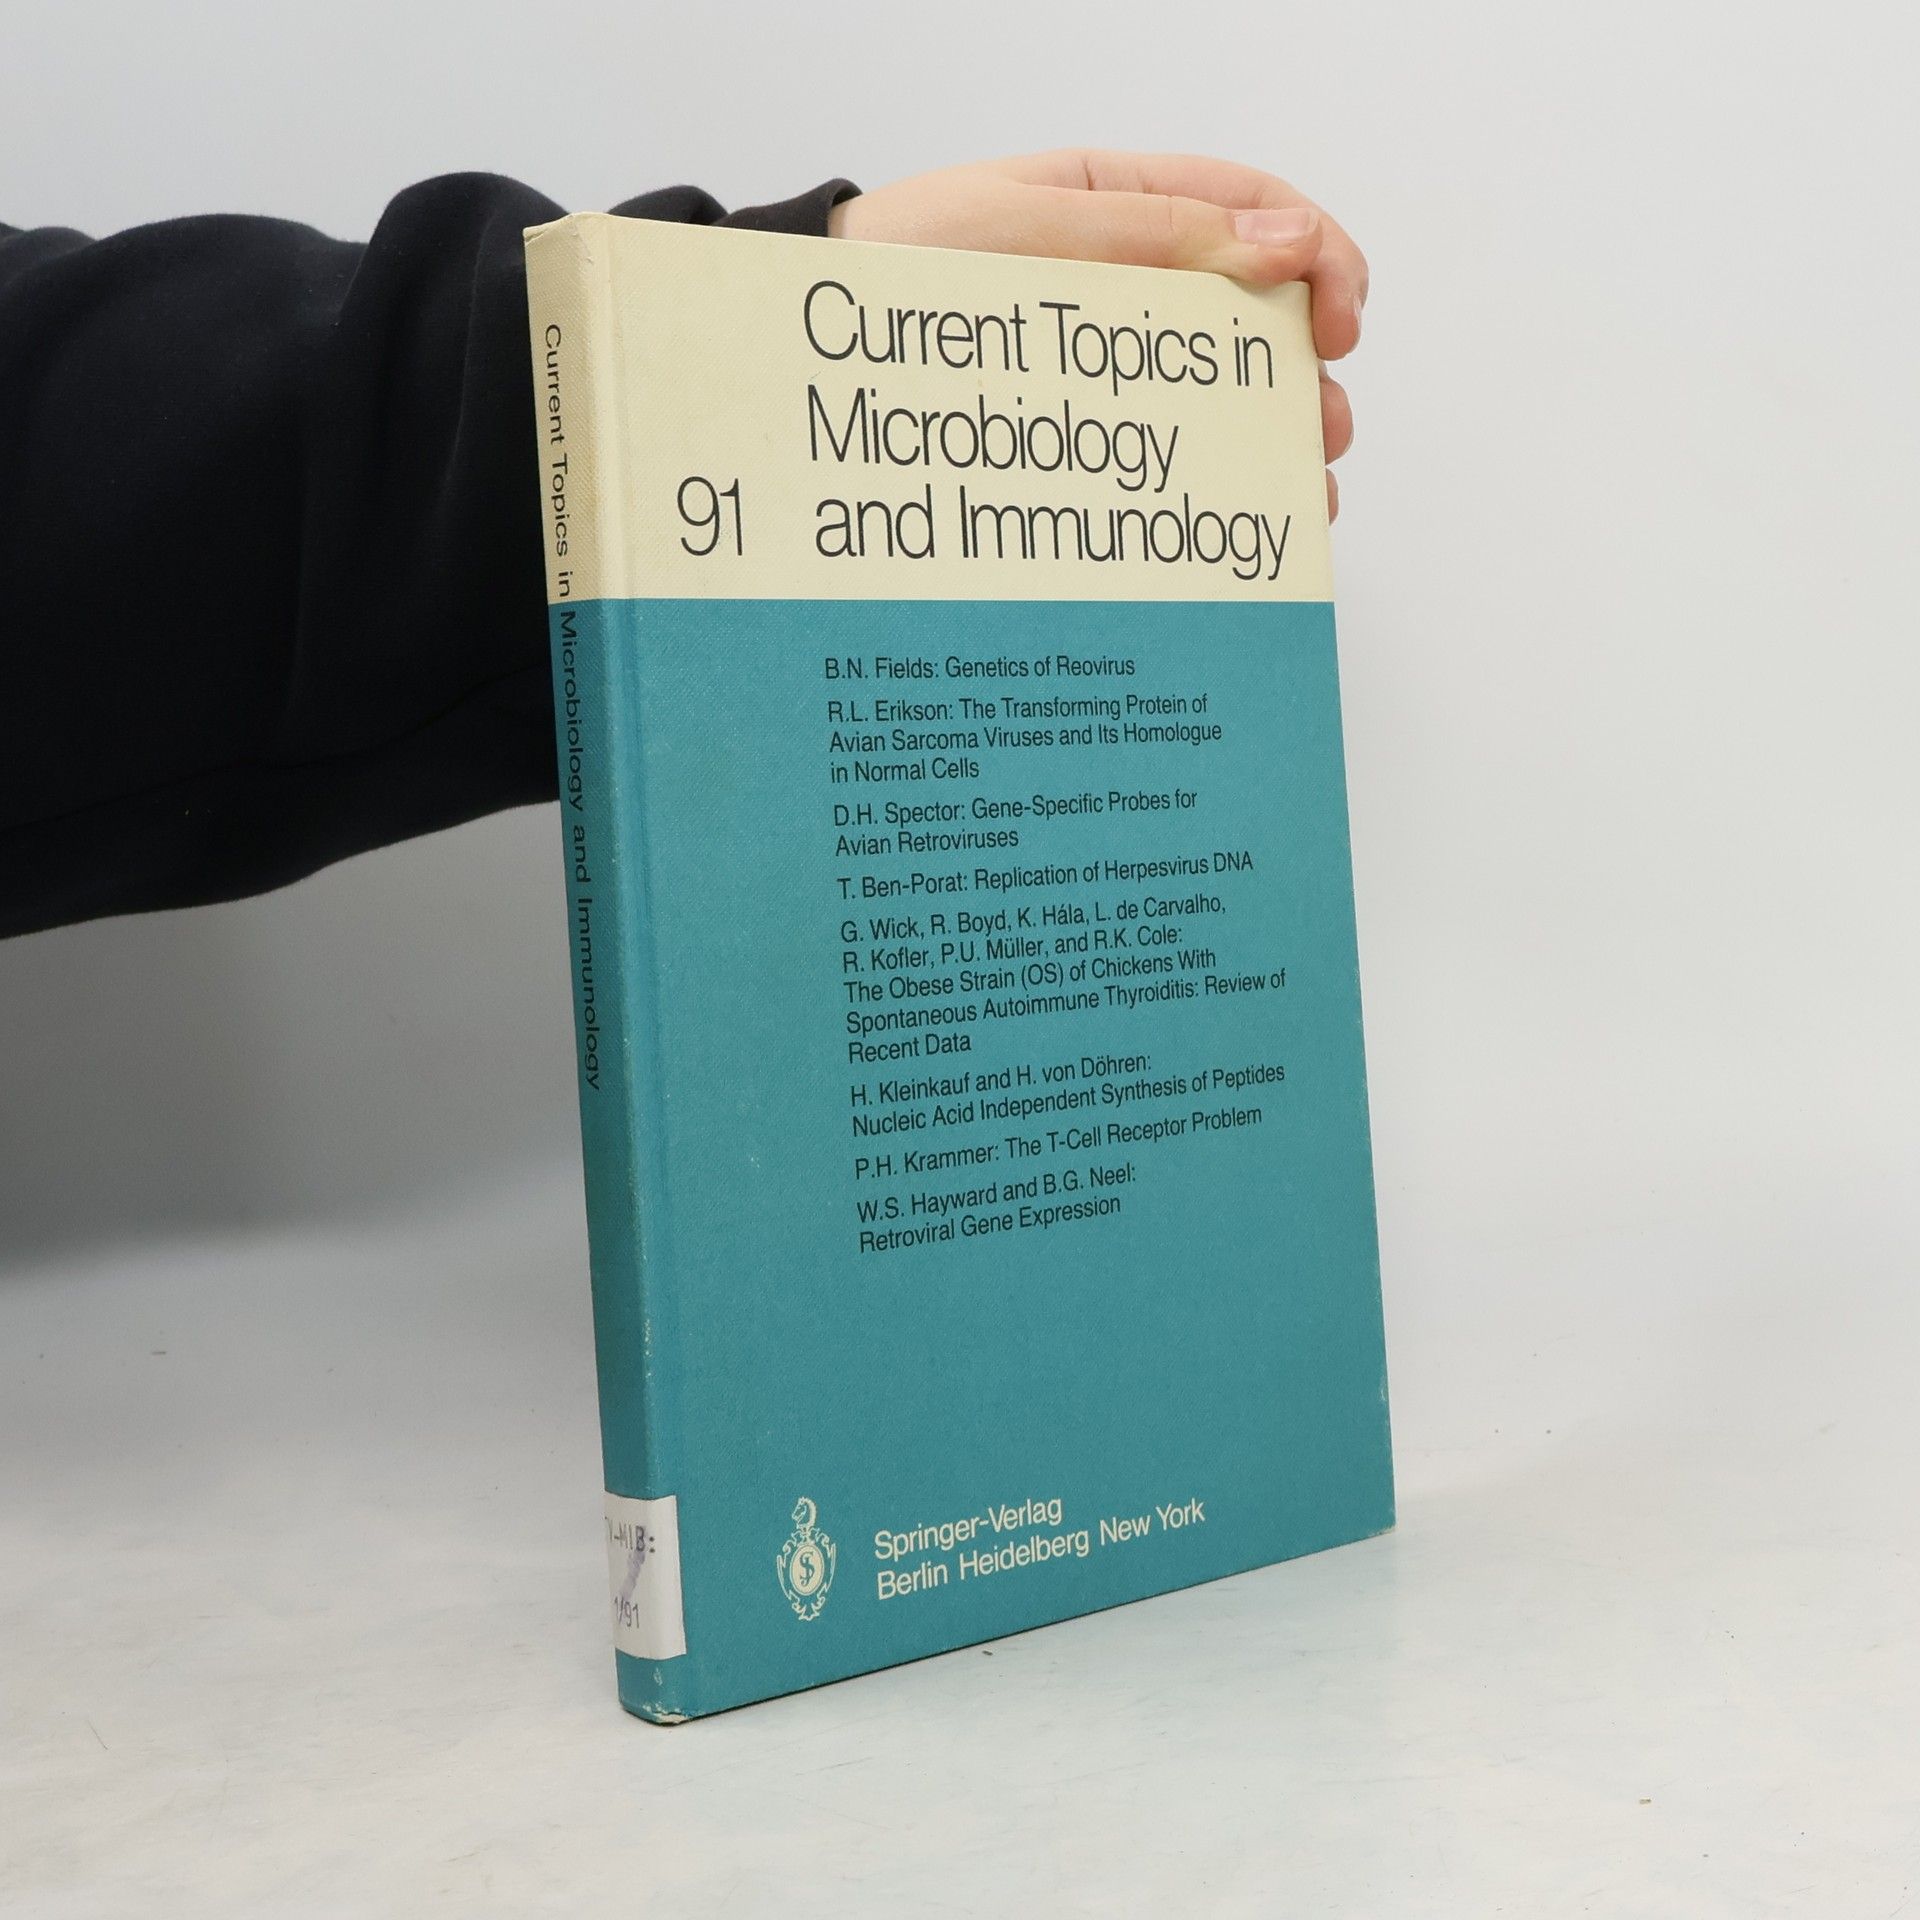 Current Topics in
Microbiology
91 and Immunology
B.N. Fields: Genetics of Reovirus
R.L. Erikson: The Transforming Protein of
Avian Sarcoma Viruses and Its Homologue
in Normal Cells
D.H. Spector: Gene-Specific Probes for
Avian Retroviruses
T. Ben-Porat: Replication of Herpesvirus DNA
G. Wick, R. Boyd, K. Hála, L. de Carvalho,
R. Kofler, P.U. Müller, and R.K. Cole:
The Obese Strain (OS) of Chickens With
Spontaneous Autoimmune Thyroiditis: Review of
Recent Data
H. Kleinkauf and H. von Döhren:
Nucleic Acid Independent Synthesis of Peptides
P.H. Krammer: The T-Cell Receptor Problem
W.S. Hayward and B.G. Neel:
Retroviral Gene Expression
Springer-Verlag
Berlin Heidelberg New York
Current Topics in Microbiology and Immunology